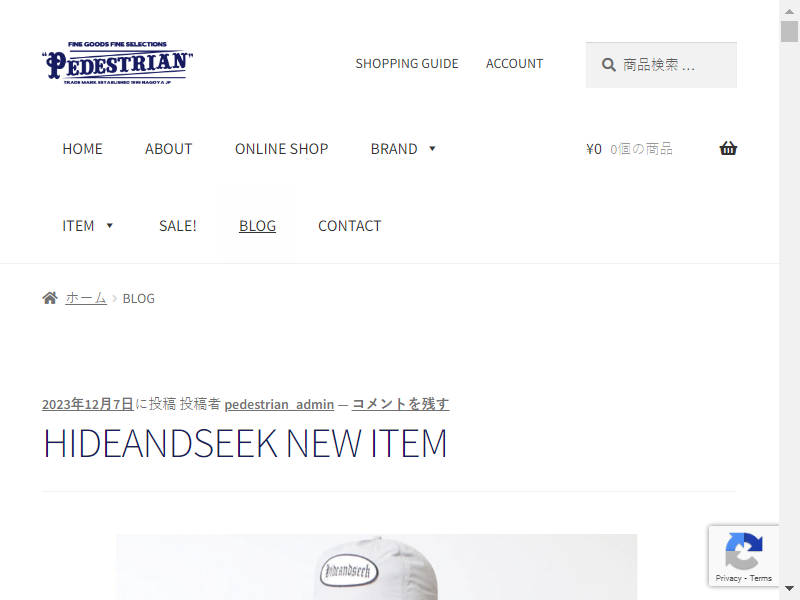 FINE GOODS FINE SELECTIONS
"PEDESTRIAN"
TRADE MARK ESTABLISHED 1999 NAGOYA JP
SHOPPING GUIDE
ACCOUNT
商品検索 …
HOME
ABOUT
ONLINE SHOP
BRAND
¥0 0個の商品
ITEM
SALE!
BLOG
CONTACT
ホーム
BLOG
2023年12月7日に投稿 投稿者 pedestrian_admin — コメントを残す
HIDEANDSEEK NEW ITEM
Hideandseek
Privacy - Terms